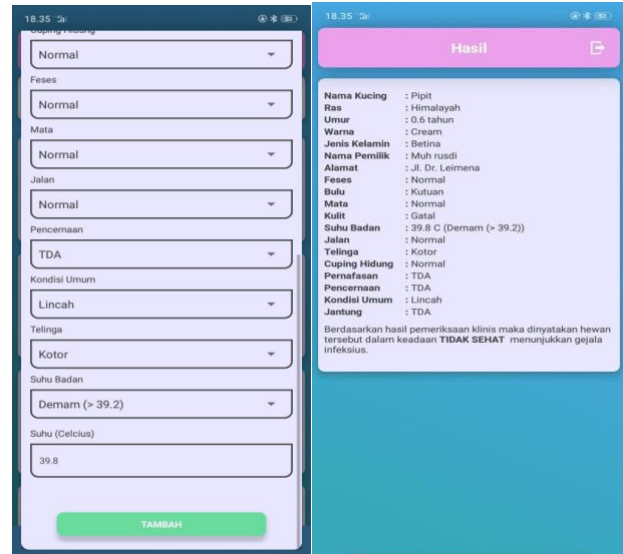 18.35
Cuping Hidung
Normal
Feses
Normal
Mata
Normal
Jalan
Normal
Pencernaan
TDA
Kondisi Umum
Lincah
Telinga
Kotor
Suhu Badan
Demam (> 39.2)
Suhu (Celcius)
39.8
TAMBAH
18.35
Hasil
Nama Kucing : Pipit
Ras : Himalayah
Umur : 0.6 tahun
Warna : Cream
Jenis Kelamin : Betina
Nama Pemilik : Muh rusdi
Alamat : Jl. Dr. Leimena
Feses : Normal
Bulu : Kutuan
Mata : Normal
Kulit : Gatal
Suhu Badan : 39.8 C (Demam (> 39.2))
Jalan : Normal
Telinga : Kotor
Cuping Hidung : Normal
Pernafasan : TDA
Pencernaan : TDA
Kondisi Umum : Lincah
Jantung : TDA
Berdasarkan hasil pemeriksaan klinis maka dinyatakan hewan
tersebut dalam keadaan TIDAK SEHAT menunjukkan gejala
infeksius.